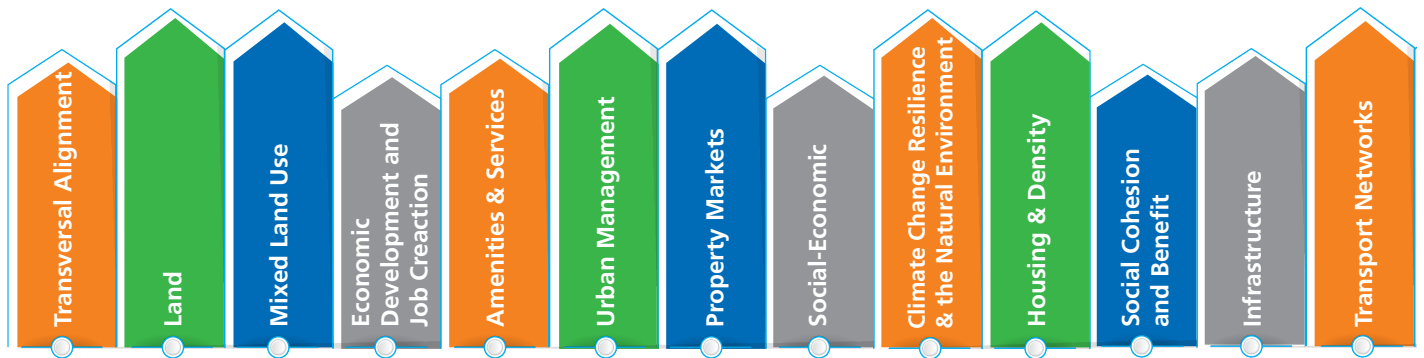 Transversal Alignment
Land
Mixed Land Use
Economic
Development and
Job Creaction
Amenities & Services
Urban Management
Property Markets
Social-Economic
Climate Change Resilience
& the Natural Environment
Housing & Density
Social Cohesion
and Benefit
Infrastructure
Transport Networks